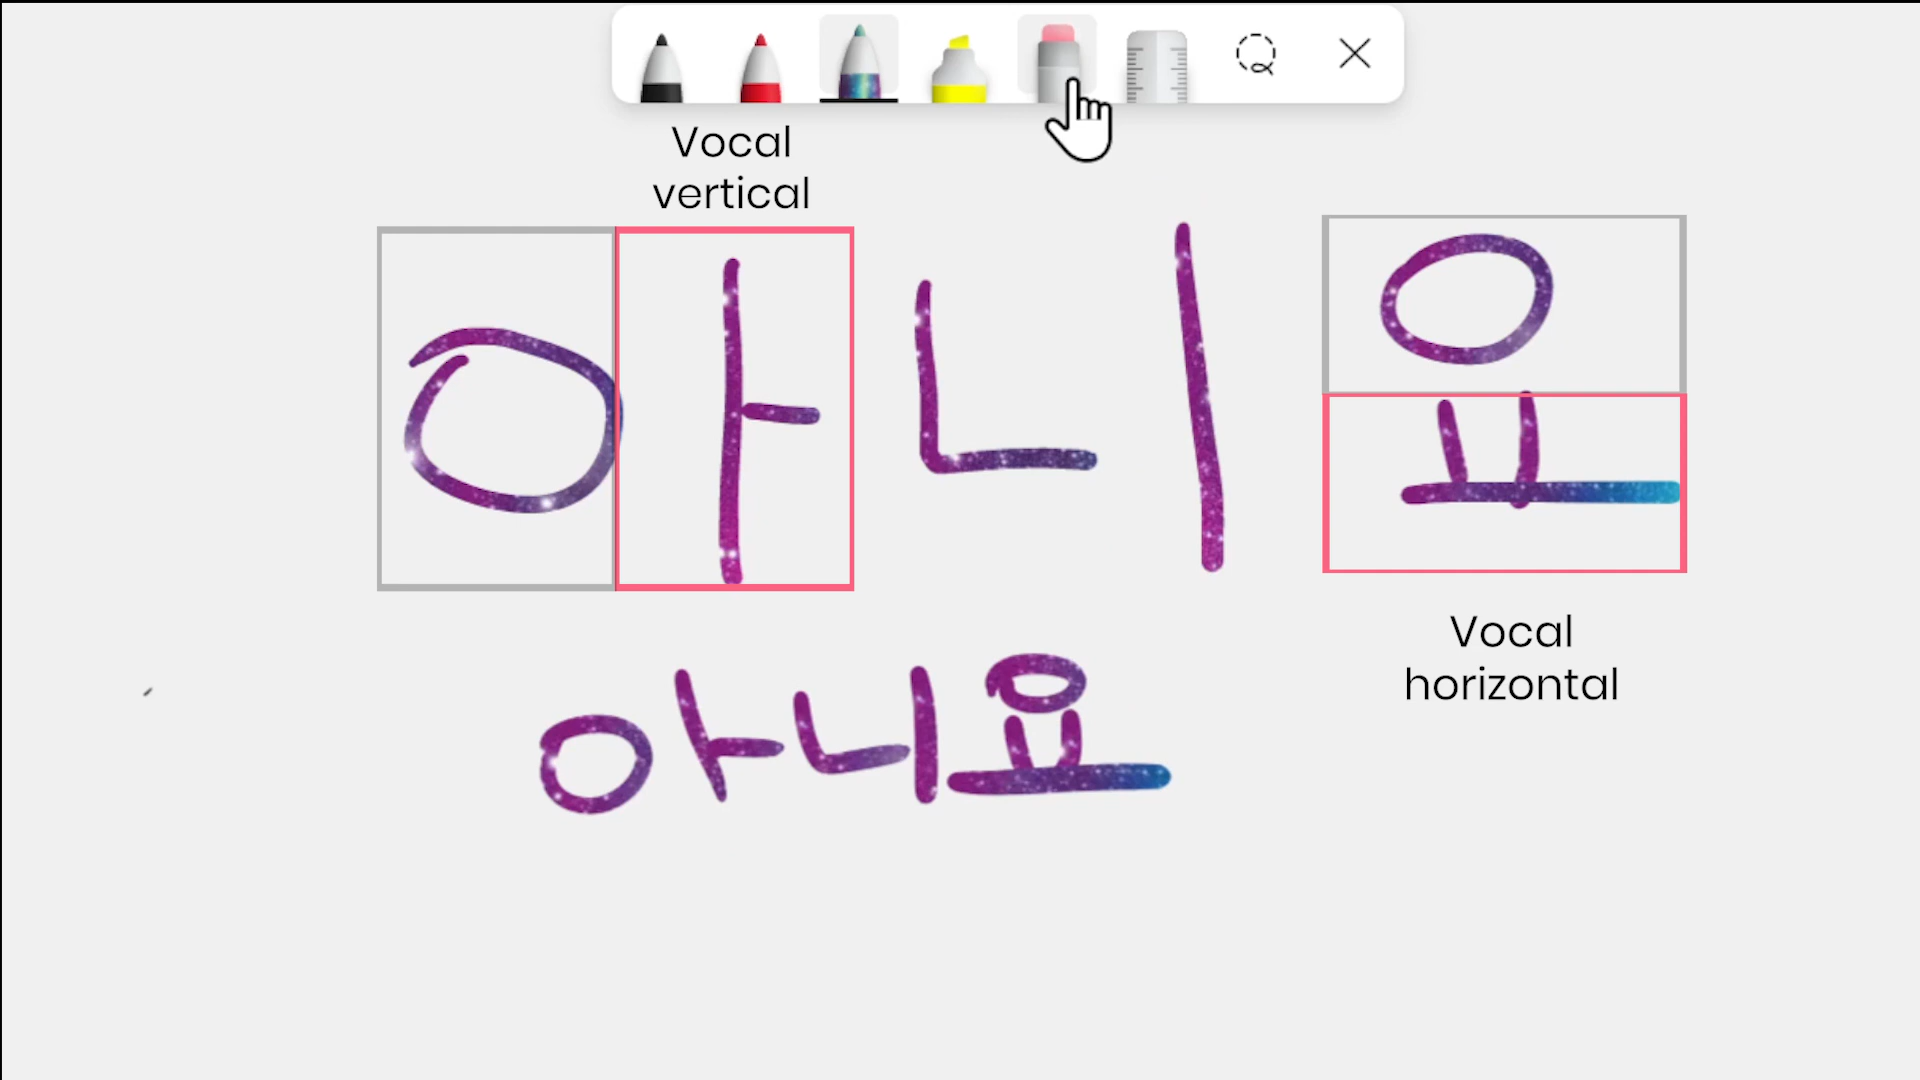 Vocal
vertical
아니요
Vocal
horizontal
아니요